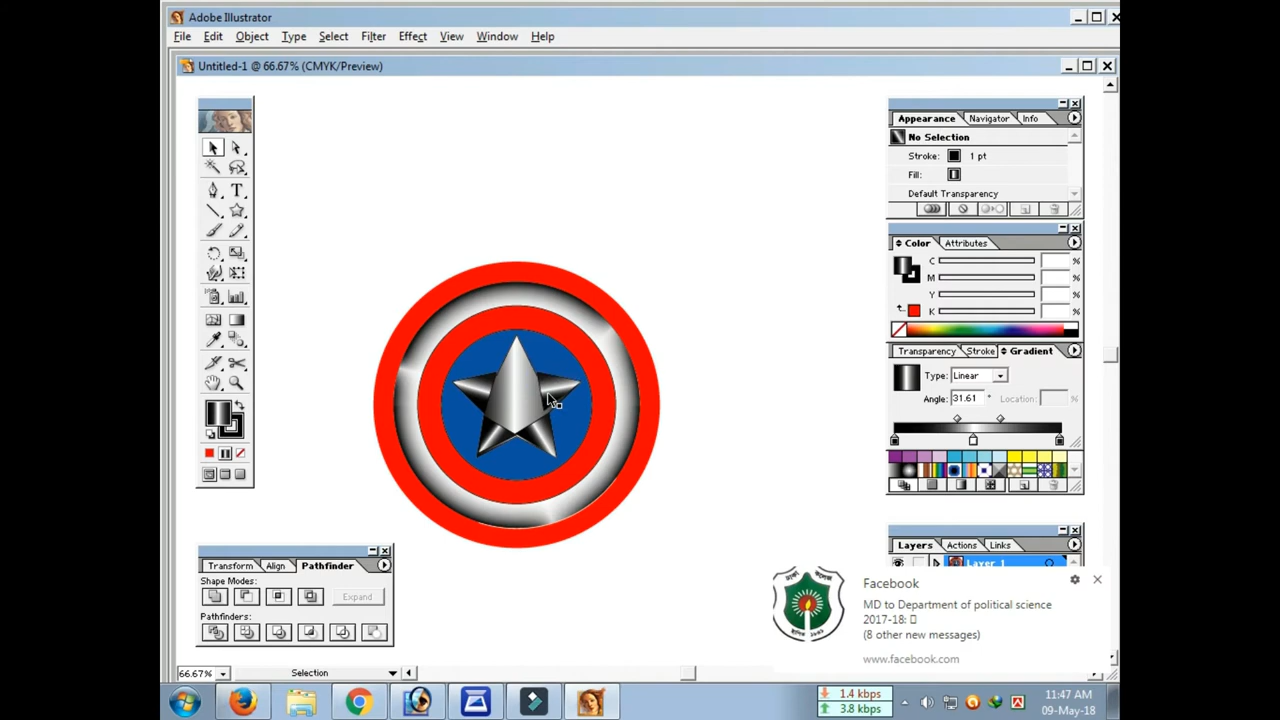 Adobe Illustrator
File Edit Object Type Select Filter Effect View Window Help
Untitled-1 @ 66.67% (CMYK/Preview)
Appearance Navigator Info
No Selection
Stroke: 1 pt
Fill:
Default Transparency
Color Attributes
C %
M %
Y %
K %
Transparency Stroke Gradient
Type: Linear
Angle: 31.61 ° Location: %
T
Transform Align Pathfinder
Shape Modes:
Expand
Pathfinders:
Layers Actions Links
Layer 1
Facebook
MD to Department of political science
2017-18:
(8 other new messages)
www.facebook.com
ঢাকা কলেজ
66.67% Selection
1.4 kbps
3.8 kbps
11:47 AM
09-May-18